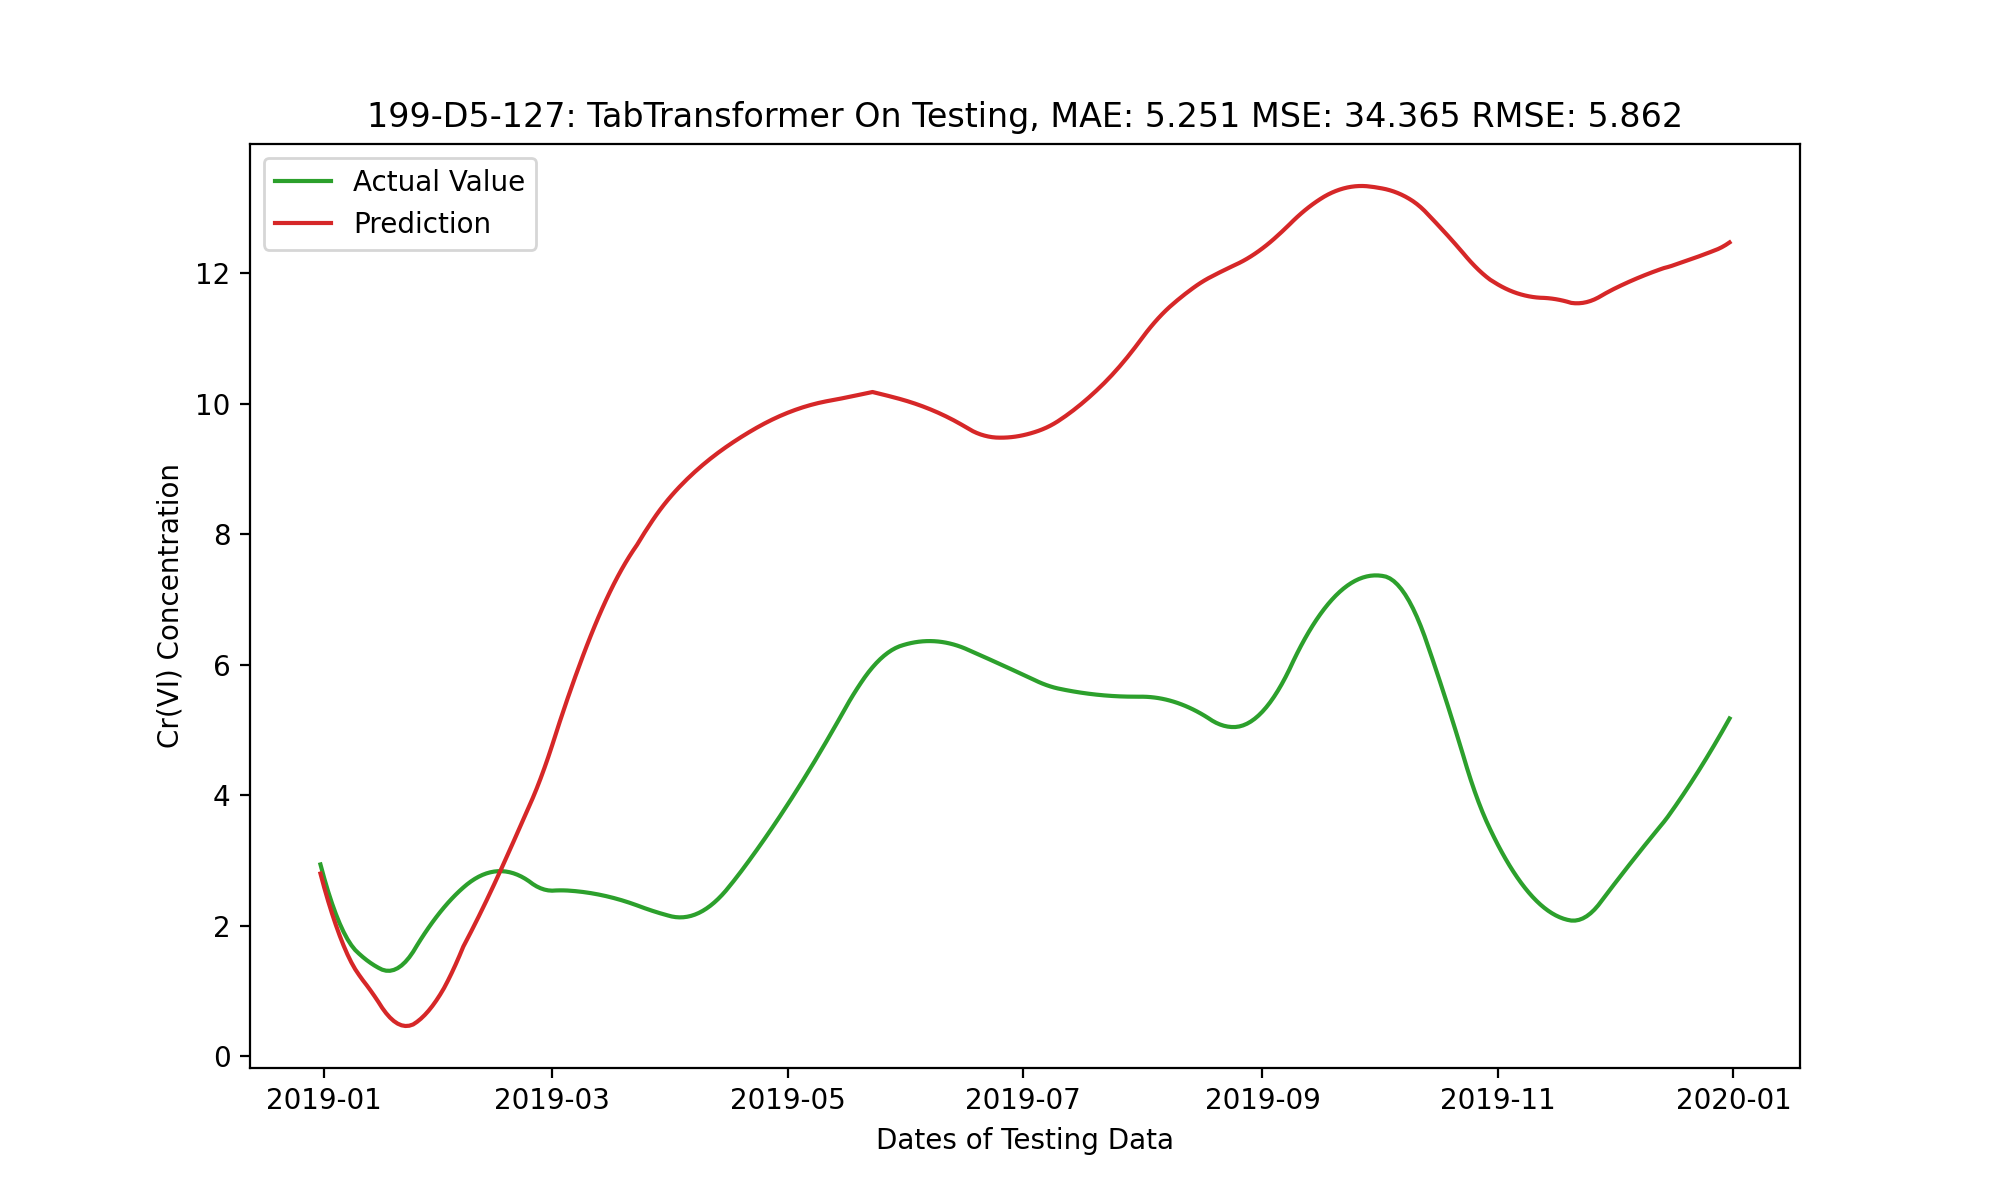 199-D5-127: TabTransformer On Testing, MAE: 5.251 MSE: 34.365 RMSE: 5.862
Actual Value
Prediction
12
10
8
6
4
2
0
Cr(VI) Concentration
2019-01 2019-03 2019-05 2019-07 2019-09 2019-11 2020-01
Dates of Testing Data